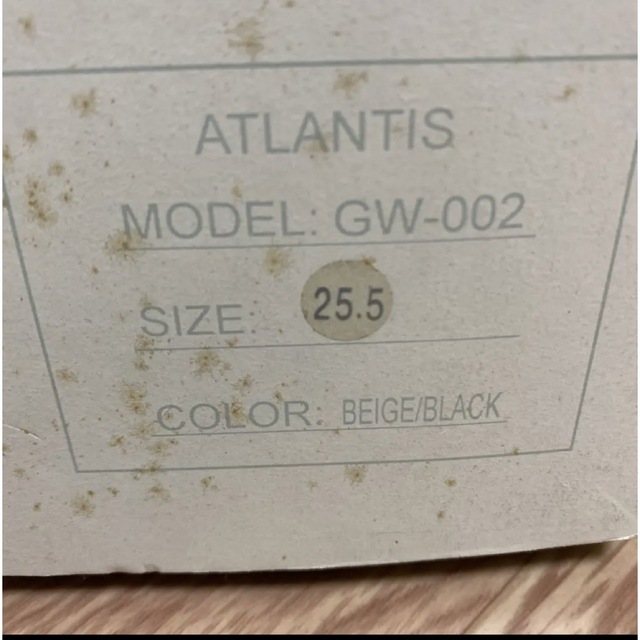 ATLANTIS
MODEL: GW-002
SIZE: 25.5
COLOR: BEIGE/BLACK